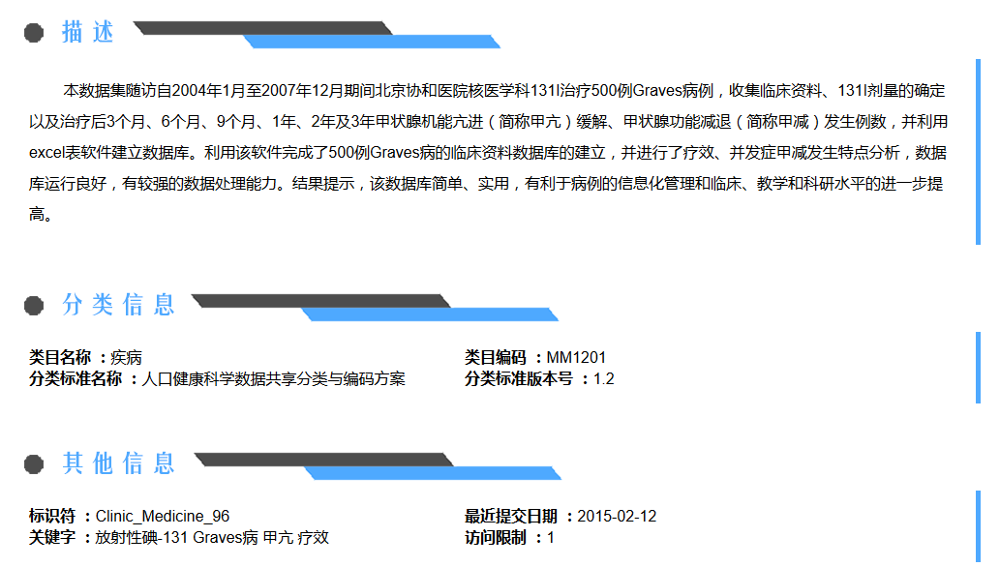 描述
本数据集随访自2004年1月至2007年12月期间北京协和医院核医学科131I治疗500例Graves病例，收集临床资料、131I剂量的确定
以及治疗后3个月、6个月、9个月、1年、2年及3年甲状腺机能亢进（简称甲亢）缓解、甲状腺功能减退（简称甲减）发生例数，并利用
excel表软件建立数据库。利用该软件完成了500例Graves病的临床资料数据库的建立，并进行了疗效、并发症甲减发生特点分析，数据
库运行良好，有较强的数据处理能力。结果提示，该数据库简单、实用，有利于病例的信息化管理和临床、教学和科研水平的进一步提
高。
分类信息
类目名称 ：疾病 类目编码 ：MM1201
分类标准名称 ：人口健康科学数据共享分类与编码方案 分类标准版本号 ：1.2
其他信息
标识符 ：Clinic_Medicine_96 最近提交日期 ：2015-02-12
关键字 ：放射性碘-131 Graves病 甲亢 疗效 访问限制 ：1